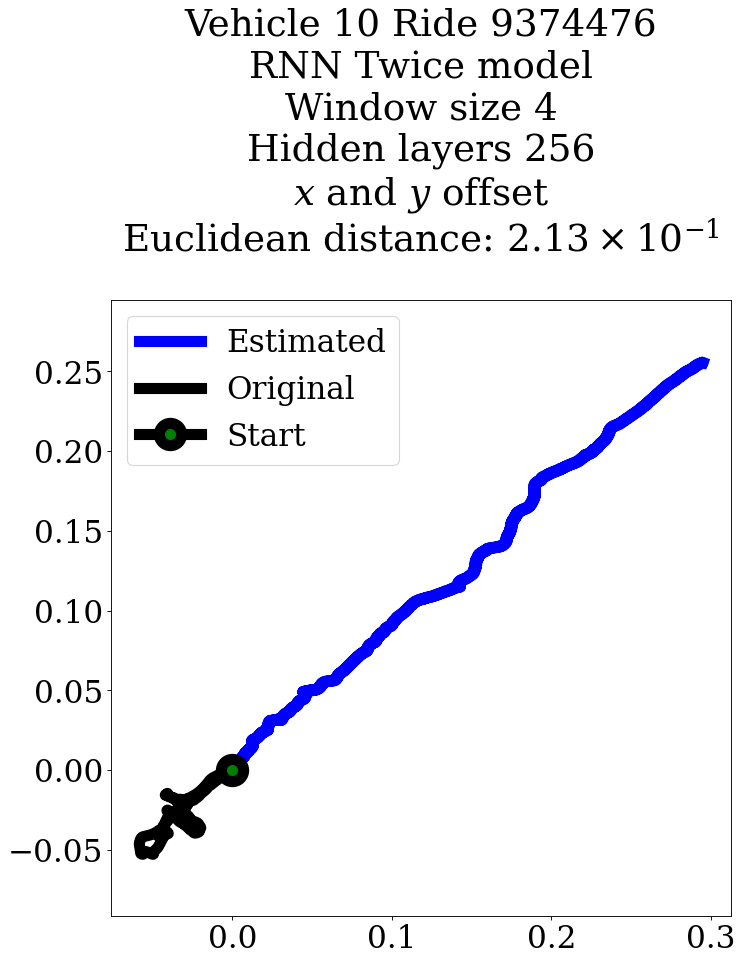 Vehicle 10 Ride 9374476
RNN Twice model
Window size 4
Hidden layers 256
x and y offset
Euclidean distance: 2.13 × 10⁻¹
Estimated
Original
Start
0.25
0.20
0.15
0.10
0.05
0.00
−0.05
0.0 0.1 0.2 0.3